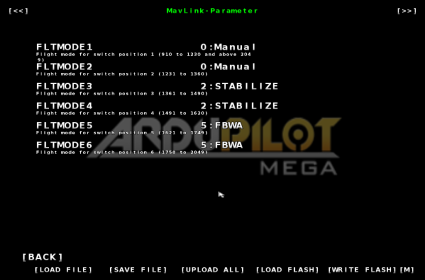 [<<] MavLink-Parameter [>>]
FLTMODE1 0:Manual
Flight mode for switch position 1 (910 to 1230 and above 204
9)
FLTMODE2 0:Manual
Flight mode for switch position 2 (1231 to 1360)
FLTMODE3 2:STABILIZE
Flight mode for switch position 3 (1361 to 1490)
FLTMODE4 2:STABILIZE
Flight mode for switch position 4 (1491 to 1620)
FLTMODE5 5:FBWA
Flight mode for switch position 5 (1621 to 1749)
FLTMODE6 5:FBWA
Flight mode for switch position 6 (1750 to 2049)
ARDUPILOT
MEGA
[BACK]
[LOAD FILE] [SAVE FILE] [UPLOAD ALL] [LOAD FLASH] [WRITE FLASH] [M]